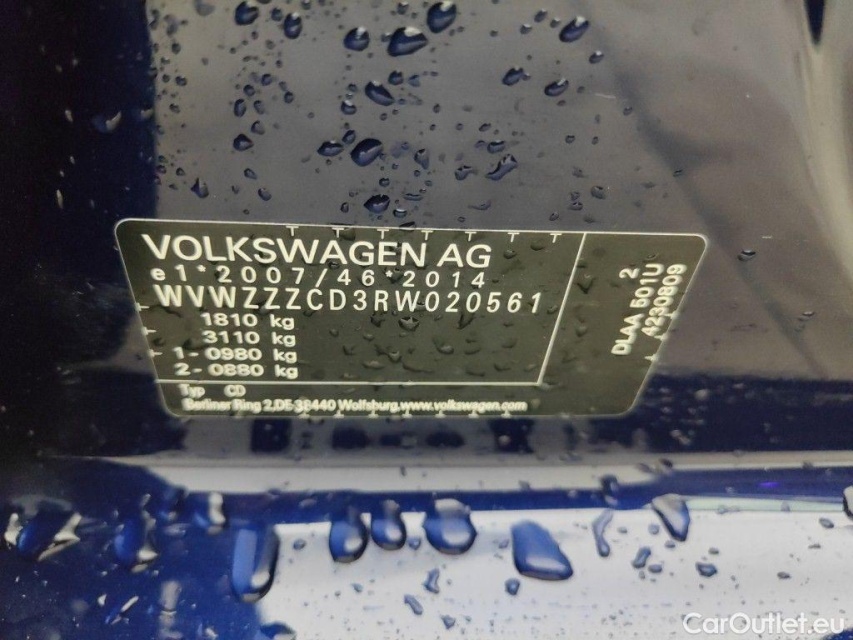 VOLKSWAGEN AG
e1*2007/46*2014
WVWZZZCD3RW020561
1810 kg
3110 kg
1- 0980 kg
2- 0880 kg
Typ CD
Berliner Ring 2,DE-38440 Wolfsburg,www.volkswagen.com
2
DLAA 501U
A230809
CarOutlet.eu